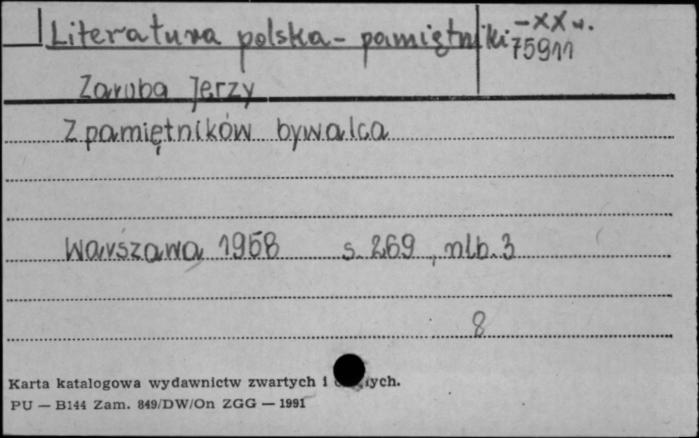 Literatura polska - pamiętniki - XX w.
75911
Zaruba Jerzy
Z pamiętników bywalca
Warszawa 1958 s. 269, nlb. 3
8
Karta katalogowa wydawnictw zwartych i ych.
PU — B144 Zam. 849/DW/On ZGG — 1991